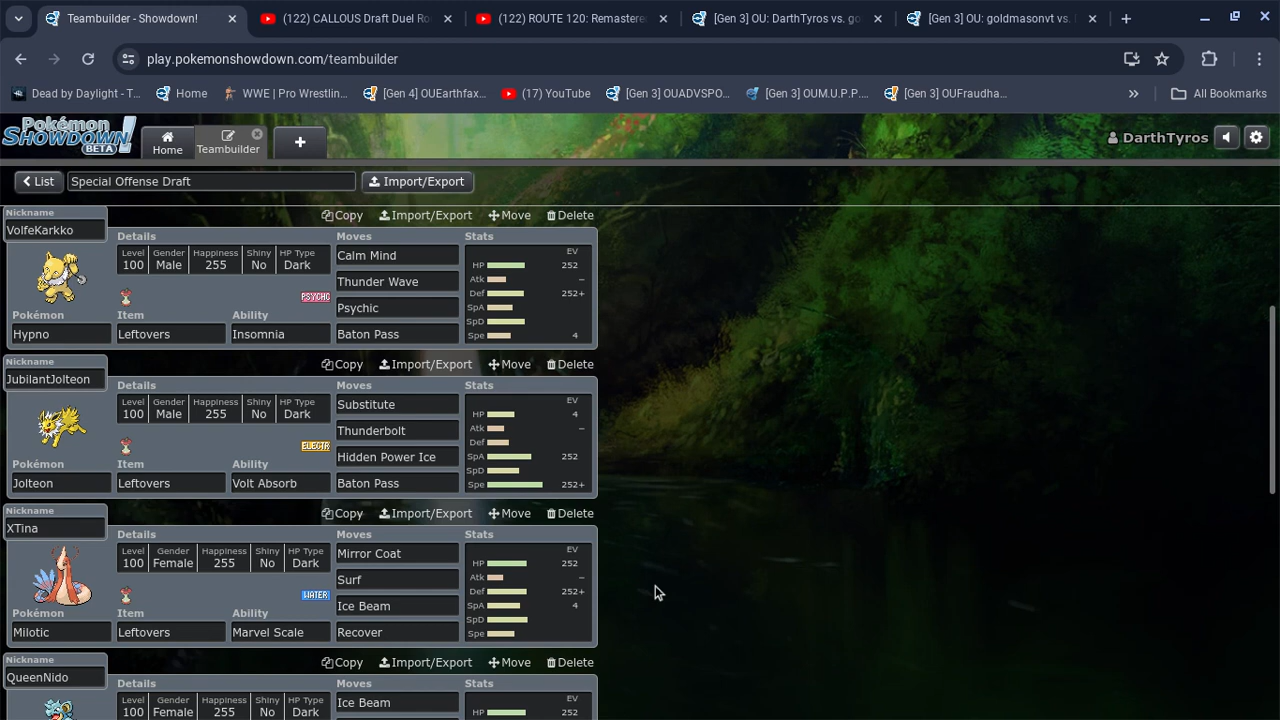 Teambuilder - Showdown!
(122) CALLOUS Draft Duel Ro
(122) ROUTE 120: Remastere
[Gen 3] OU: DarthTyros vs. go
[Gen 3] OU: goldmasonvt vs.
play.pokemonshowdown.com/teambuilder
Dead by Daylight - T...
Home
WWE | Pro Wrestlin...
[Gen 4] OUEarthfax...
(17) YouTube
[Gen 3] OUADVSPO...
[Gen 3] OUM.U.P.P....
[Gen 3] OUFraudha...
All Bookmarks
Pokémon
SHOWDOWN!
BETA
Home
Teambuilder
DarthTyros
List
Special Offense Draft
Import/Export
Nickname
VolfeKarkko
Copy Import/Export Move Delete
Details Moves Stats
Level Gender Happiness Shiny HP Type
100 Male 255 No Dark
PSYCHC
Pokémon Item Ability
Hypno Leftovers Insomnia
Calm Mind
Thunder Wave
Psychic
Baton Pass
EV
HP 252
Atk –
Def 252+
SpA
SpD
Spe 4
Nickname
JubilantJolteon
Copy Import/Export Move Delete
Details Moves Stats
Level Gender Happiness Shiny HP Type
100 Male 255 No Dark
ELECTR
Pokémon Item Ability
Jolteon Leftovers Volt Absorb
Substitute
Thunderbolt
Hidden Power Ice
Baton Pass
EV
HP 4
Atk –
Def
SpA 252
SpD
Spe 252+
Nickname
XTina
Copy Import/Export Move Delete
Details Moves Stats
Level Gender Happiness Shiny HP Type
100 Female 255 No Dark
WATER
Pokémon Item Ability
Milotic Leftovers Marvel Scale
Mirror Coat
Surf
Ice Beam
Recover
EV
HP 252
Atk –
Def 252+
SpA 4
SpD
Spe
Nickname
QueenNido
Copy Import/Export Move Delete
Details Moves Stats
Level Gender Happiness Shiny HP Type
100 Female 255 No Dark
Ice Beam
EV
HP 252